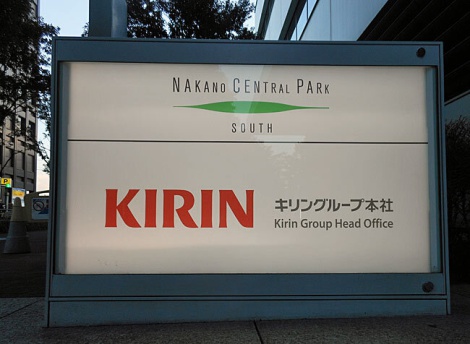 NAKANO CENTRAL PARK
SOUTH
KIRIN
キリングループ本社
Kirin Group Head Office
P